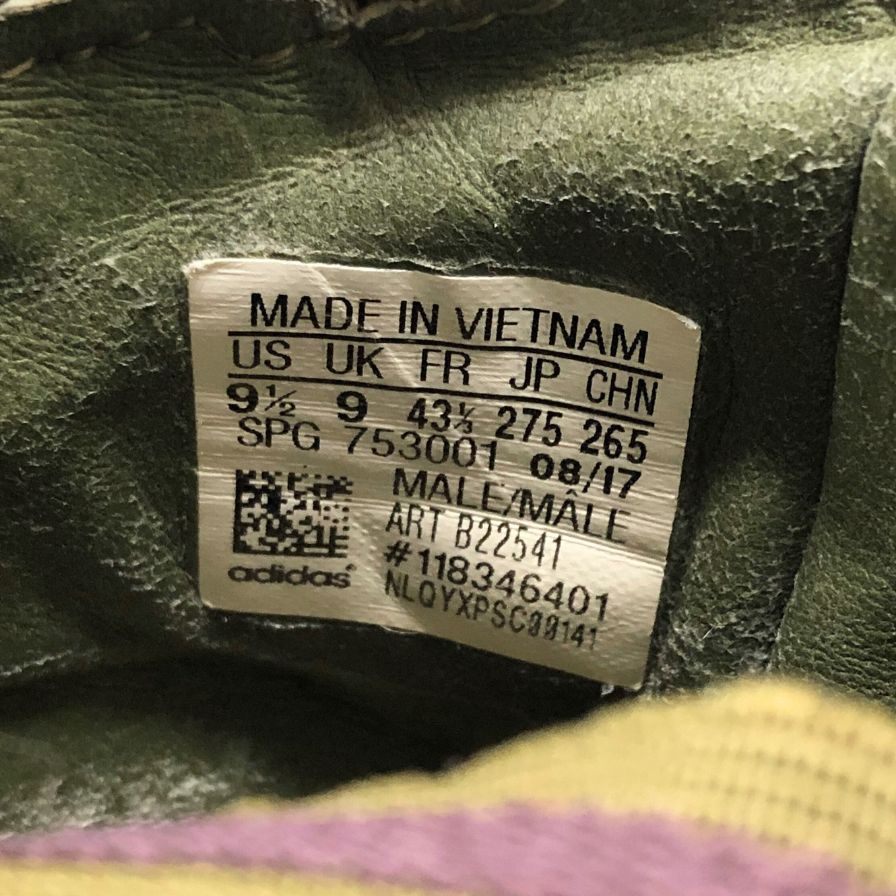 MADE IN VIETNAM
US UK FR JP CHN
9½ 9 43⅓ 275 265
SPG 753001 08/17
MALE/MÂLE
ART B22541
#118346401
NLQYXPSC00141
adidas